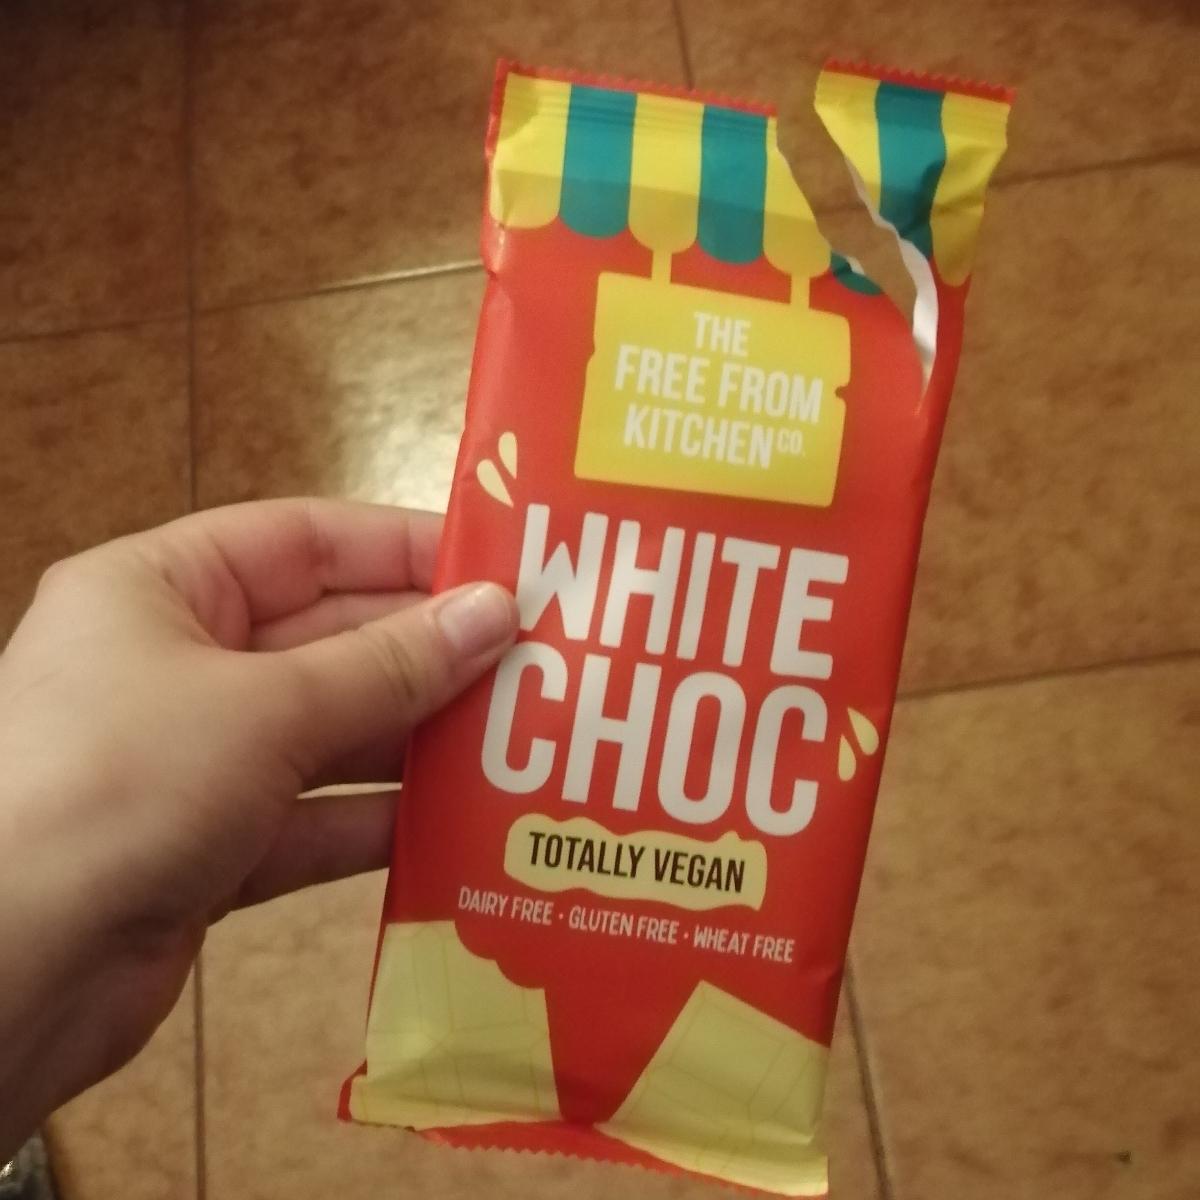 THE
FREE FROM
KITCHEN CO.
WHITE
CHOC
TOTALLY VEGAN
DAIRY FREE · GLUTEN FREE · WHEAT FREE